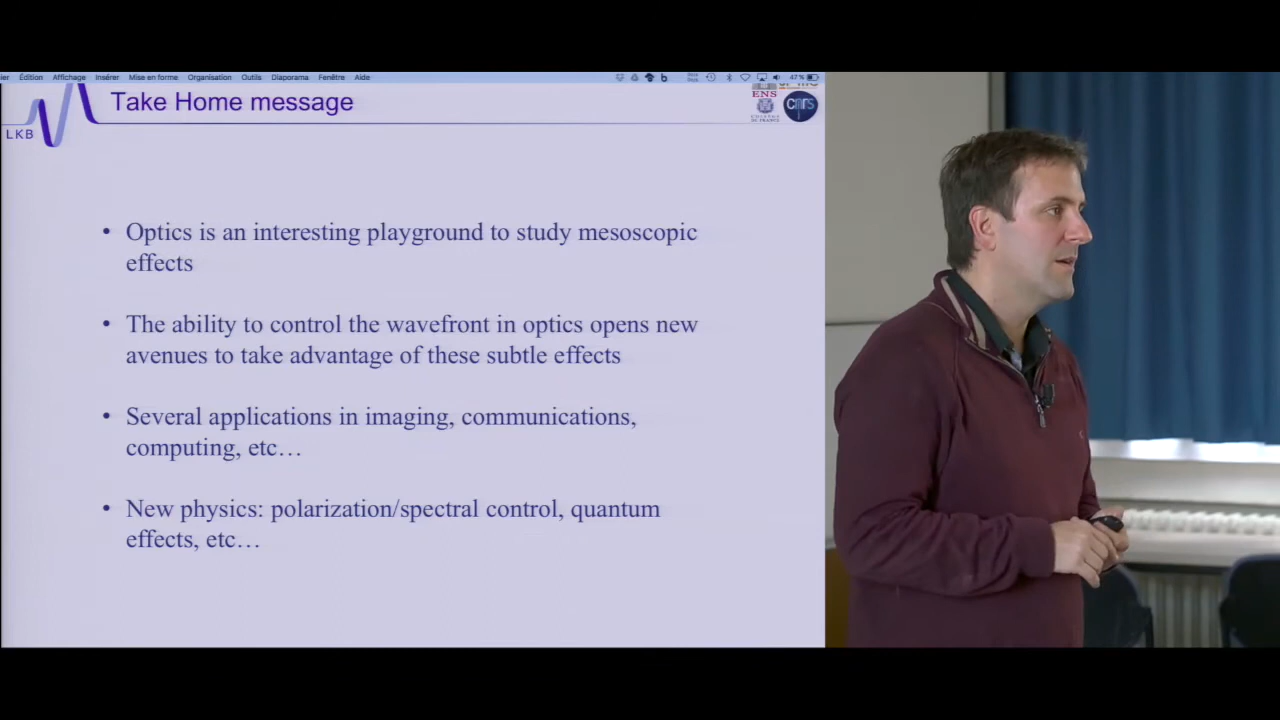 Édition Affichage Insérer Mise en forme Organisation Outils Diaporama Fenêtre Aide
47 %
Take Home message
LKB
ENS
cnrs
• Optics is an interesting playground to study mesoscopic
effects
• The ability to control the wavefront in optics opens new
avenues to take advantage of these subtle effects
• Several applications in imaging, communications,
computing, etc…
• New physics: polarization/spectral control, quantum
effects, etc…